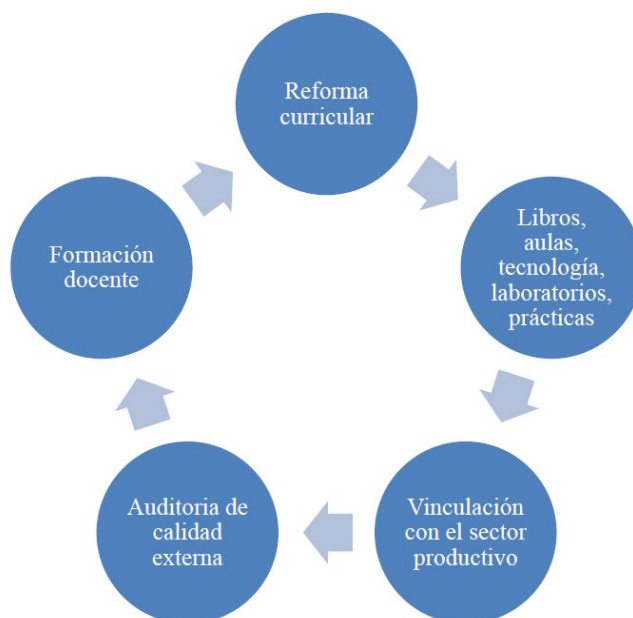 Reforma
curricular
Libros,
aulas,
tecnología,
laboratorios,
prácticas
Vinculación
con el sector
productivo
Auditoria de
calidad
externa
Formación
docente